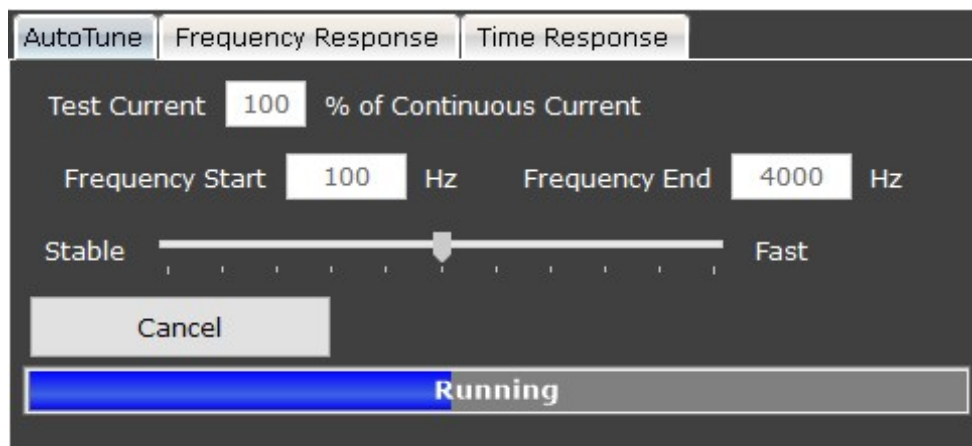 AutoTune Frequency Response Time Response
Test Current 100 % of Continuous Current
Frequency Start 100 Hz Frequency End 4000 Hz
Stable Fast
Cancel
Running